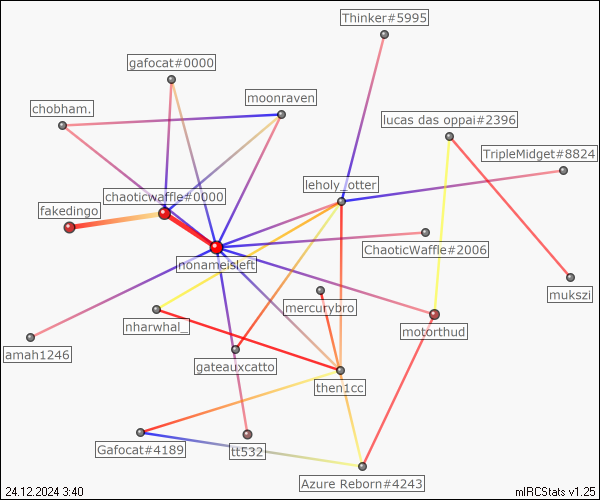 Thinker#5995
gafocat#0000
moonraven
chobham.
lucas das oppai#2396
TripleMidget#8824
leholy_otter
chaoticwaffle#0000
fakedingo
ChaoticWaffle#2006
nonameisleft
mukszi
mercurybro
nharwhal_
motorthud
amah1246
gateauxcatto
then1cc
Gafocat#4189
tt532
Azure Reborn#4243
24.12.2024 3:40
mIRCStats v1.25